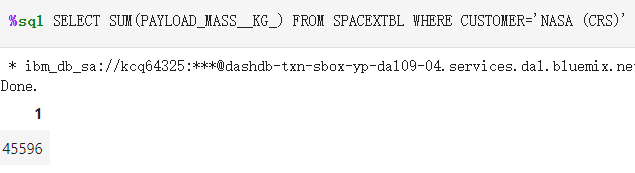 %sql SELECT SUM(PAYLOAD_MASS__KG_) FROM SPACEXTBL WHERE CUSTOMER='NASA (CRS)'
* ibm_db_sa://kcq64325:***@dashdb-txn-sbox-yp-dal09-04.services.dal.bluemix.ne
Done.
1
45596